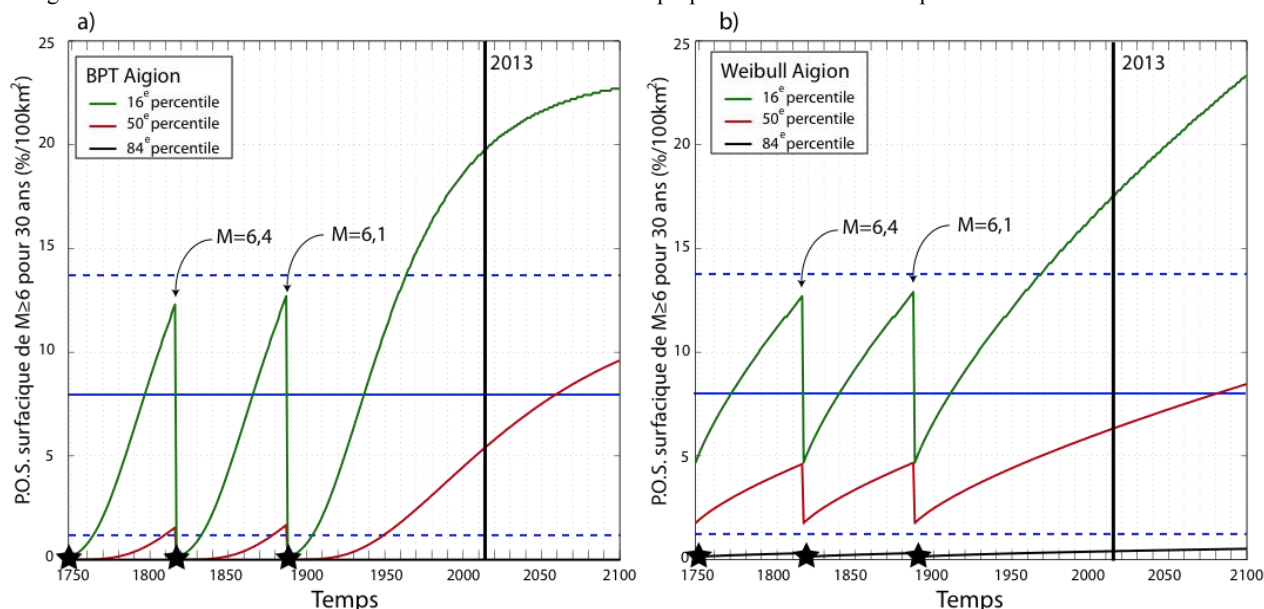 a)
P.O.S. surfacique de M≥6 pour 30 ans (%/100km²)
25
20
15
10
5
0
BPT Aigion
16e percentile
50e percentile
84e percentile
2013
M=6,4
M=6,1
1750
1800
1850
1900
1950
2000
2050
2100
Temps
b)
P.O.S. surfacique de M≥6 pour 30 ans (%/100km²)
25
20
15
10
5
0
Weibull Aigion
16e percentile
50e percentile
84e percentile
2013
M=6,4
M=6,1
1750
1800
1850
1900
1950
2000
2050
2100
Temps